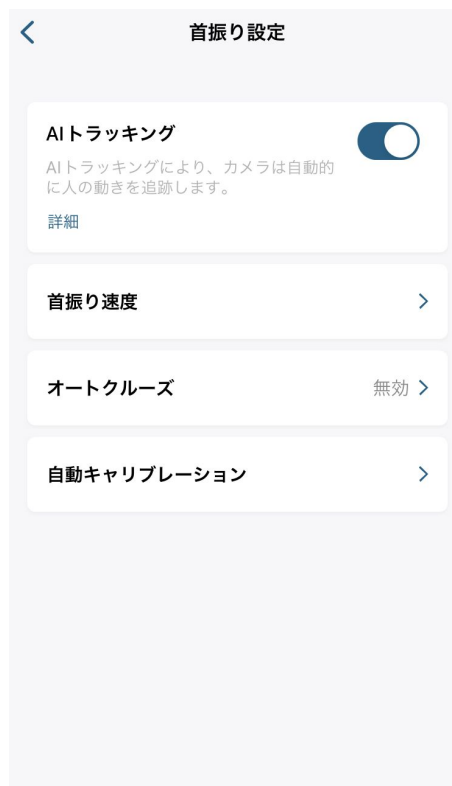 首振り設定
AIトラッキング
AIトラッキングにより、カメラは自動的
に人の動きを追跡します。
詳細
首振り速度
オートクルーズ 無効
自動キャリブレーション